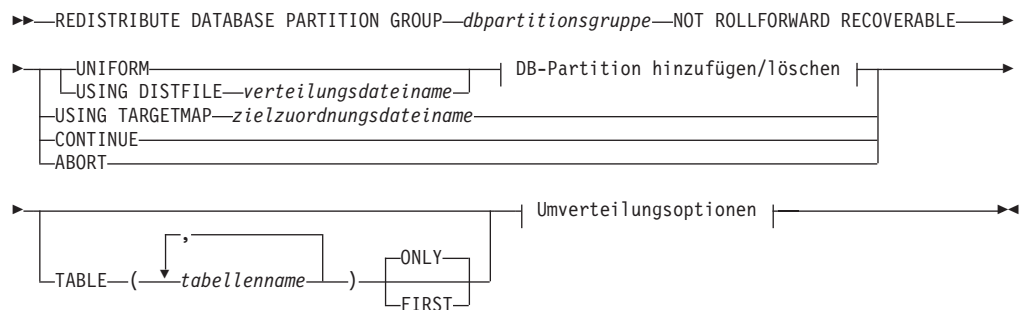 REDISTRIBUTE DATABASE PARTITION GROUP dbpartitionsgruppe NOT ROLLFORWARD RECOVERABLE
UNIFORM DB-Partition hinzufügen/löschen
USING DISTFILE verteilungsdateiname
USING TARGETMAP zielzuordnungsdateiname
CONTINUE
ABORT
Umverteilungsoptionen
,
ONLY
TABLE ( tabellenname )
FIRST